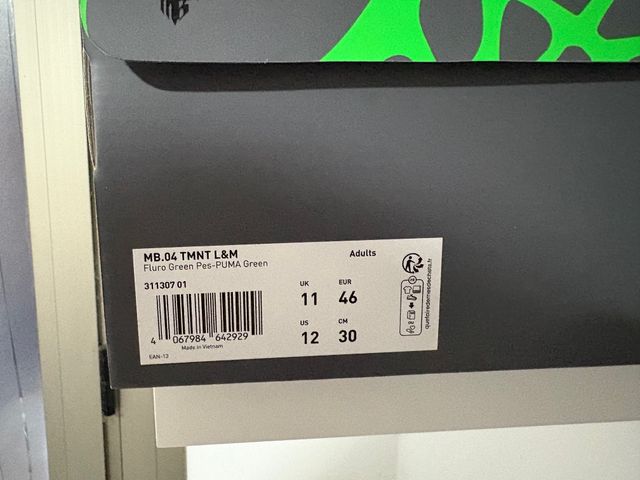 MB.04 TMNT L&M
Adults
Fluro Green Pes-PUMA Green
311307 01
UK
11
EUR
46
US
12
CM
30
4 067984 642929
Made in Vietnam
EAN-13
quefairedemesdechets.fr